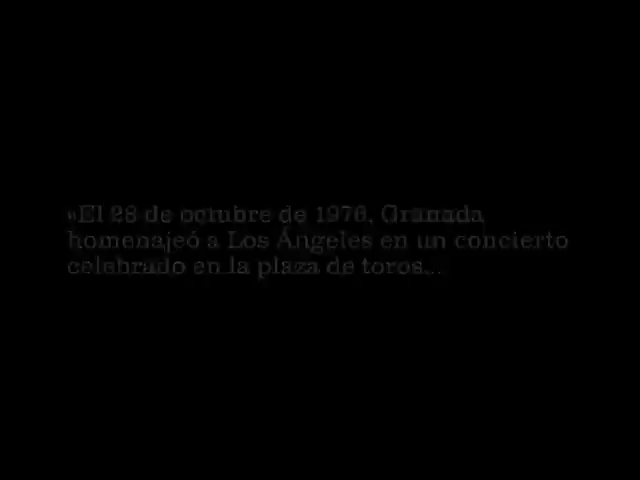 «El 28 de octubre de 1976, Granada
homenajeó a Los Ángeles en un concierto
celebrado en la plaza de toros...